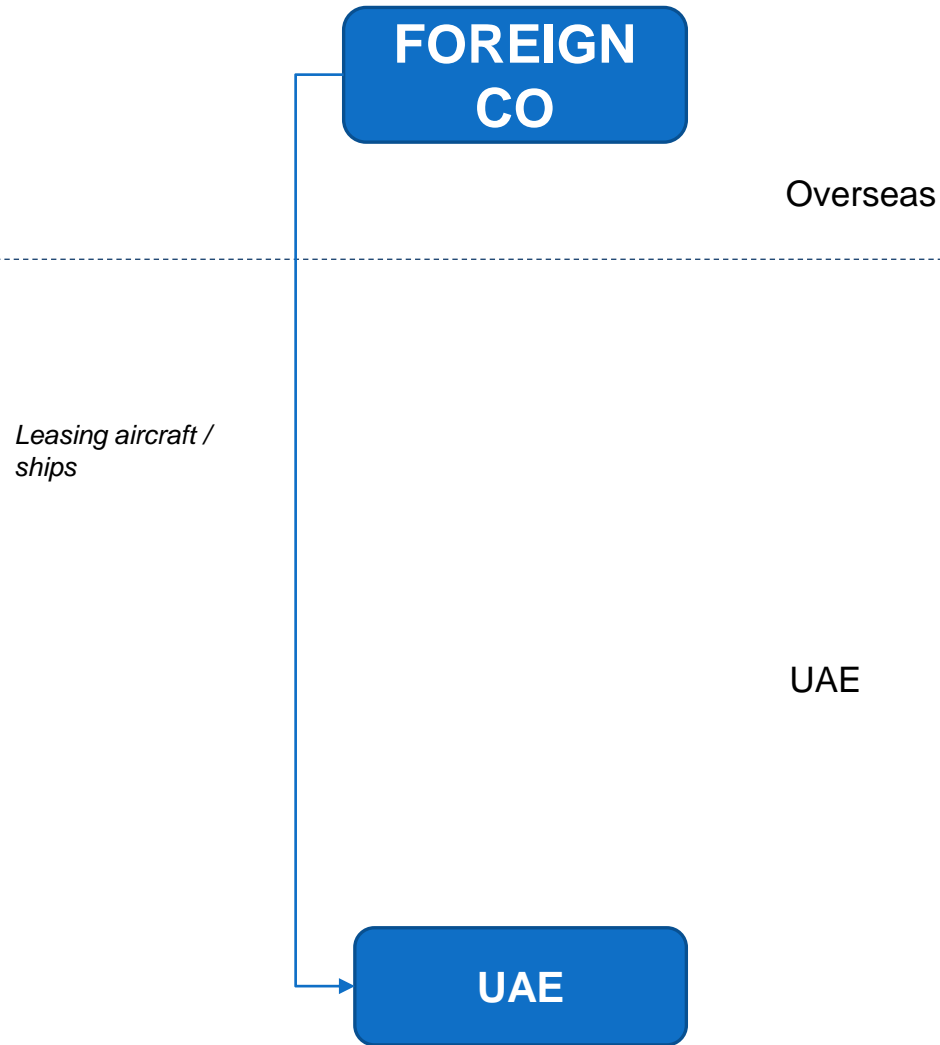 FOREIGN
CO
Overseas
Leasing aircraft /
ships
UAE
UAE